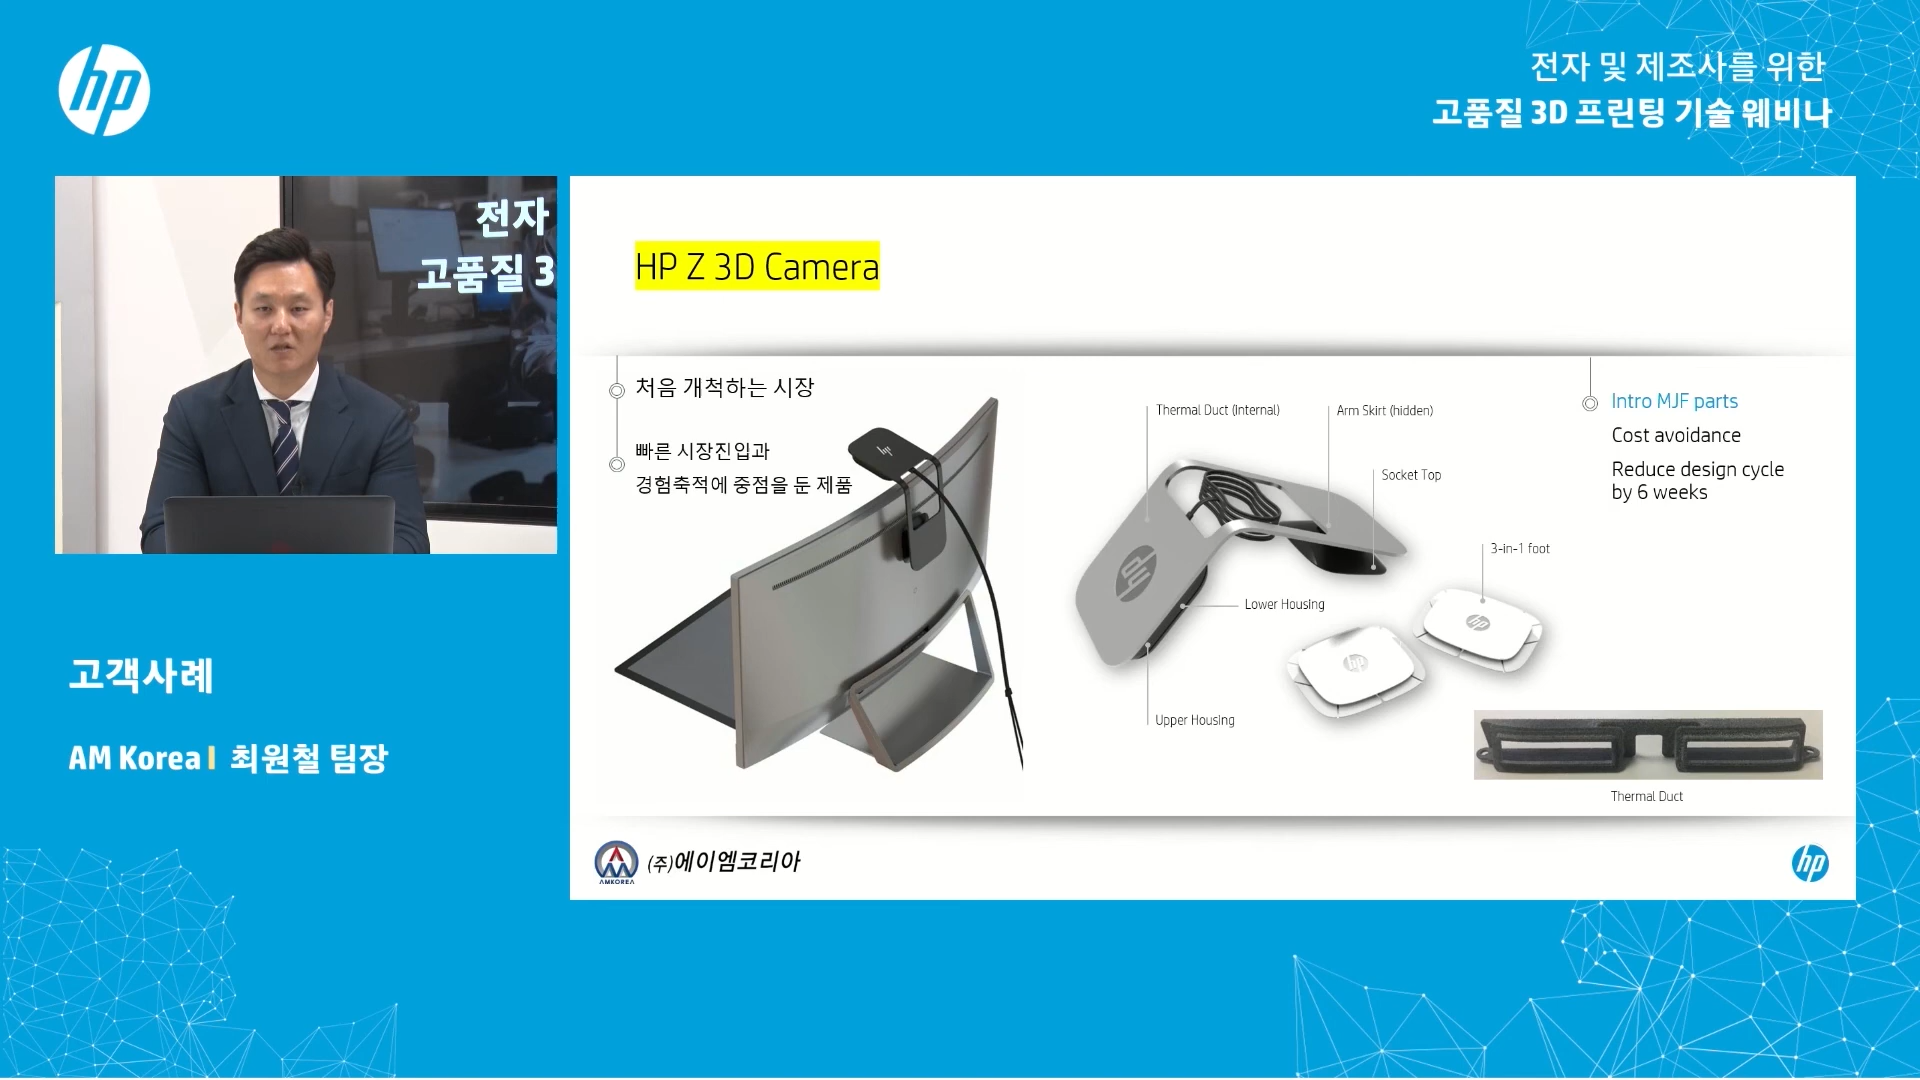 hp
전자 및 제조사를 위한
고품질 3D 프린팅 기술 웨비나
전자
고품질 3
고객사례
AM Korea | 최원철 팀장
HP Z 3D Camera
처음 개척하는 시장
빠른 시장진입과
경험축적에 중점을 둔 제품
Thermal Duct (Internal)
Arm Skirt (hidden)
Socket Top
3-in-1 foot
Lower Housing
Upper Housing
hp
hp
hp
Intro MJF parts
Cost avoidance
Reduce design cycle
by 6 weeks
Thermal Duct
AMKOREA
(주)에이엠코리아
hp